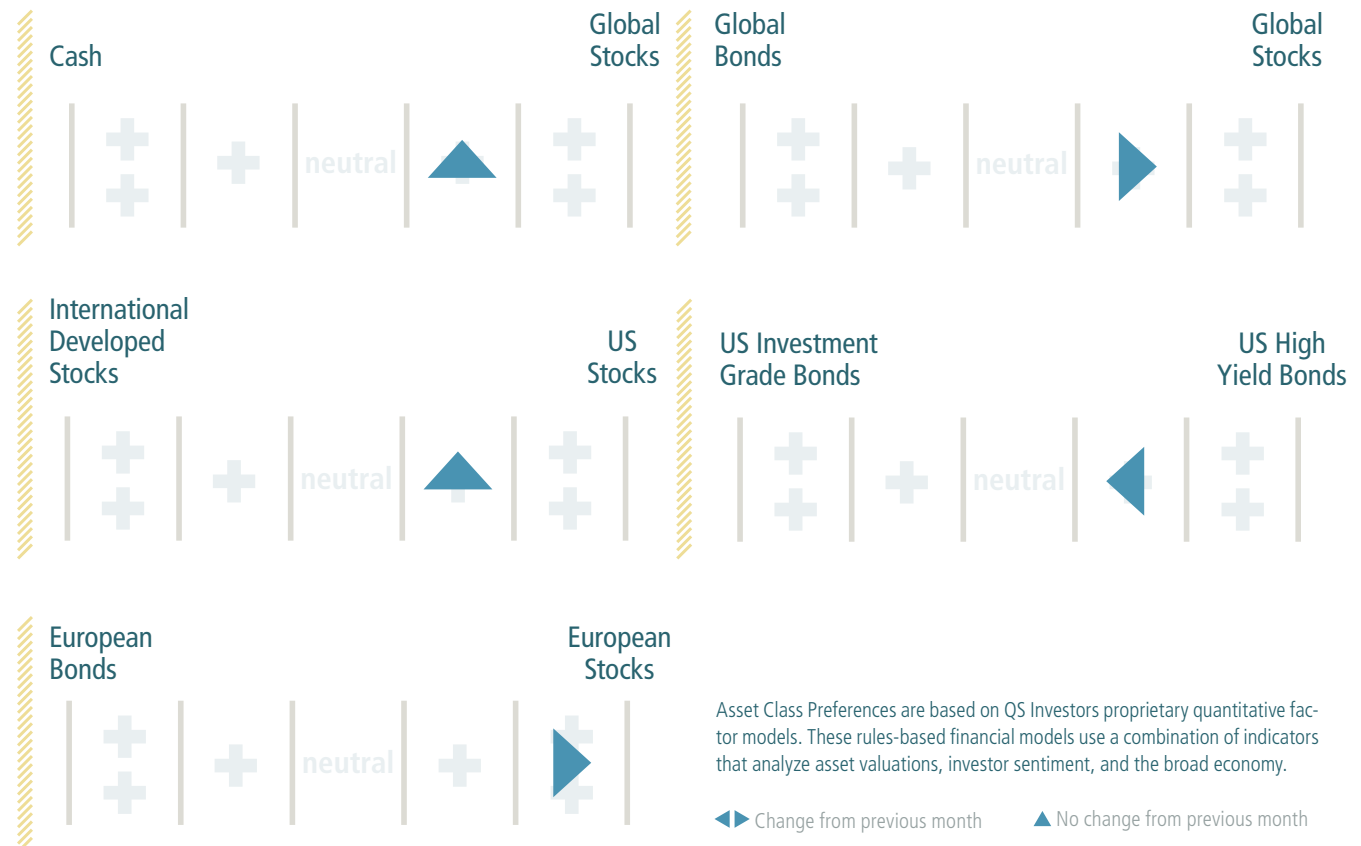 Cash
Global
Stocks
neutral
Global
Bonds
Global
Stocks
neutral
International
Developed
Stocks
US
Stocks
neutral
US Investment
Grade Bonds
US High
Yield Bonds
neutral
European
Bonds
European
Stocks
neutral
Asset Class Preferences are based on QS Investors proprietary quantitative fac-
tor models. These rules-based financial models use a combination of indicators
that analyze asset valuations, investor sentiment, and the broad economy.
Change from previous month
No change from previous month